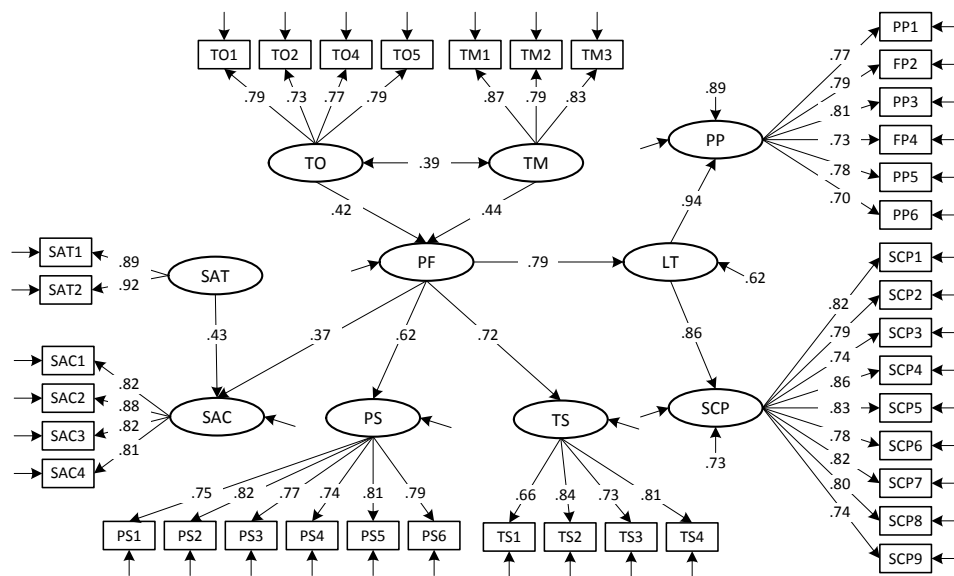 TO1 TO2 TO4 TO5 TM1 TM2 TM3
.79 .73 .77 .79 .87 .79 .83
TO .39 TM
.42 .44
PF .79 LT .62
.89
PP
.94
.77 PP1
.79 FP2
.81 PP3
.73 FP4
.78 PP5
.70 PP6
SAT1 .89
SAT2 .92
SAT
.43 .37 .62 .72 .86
SAC1 .82
SAC2 .88
SAC3 .82
SAC4 .81
SAC PS TS SCP
.73
.82 SCP1
.79 SCP2
.74 SCP3
.86 SCP4
.83 SCP5
.78 SCP6
.82 SCP7
.80 SCP8
.74 SCP9
.75 .82 .77 .74 .81 .79
PS1 PS2 PS3 PS4 PS5 PS6
.66 .84 .73 .81
TS1 TS2 TS3 TS4